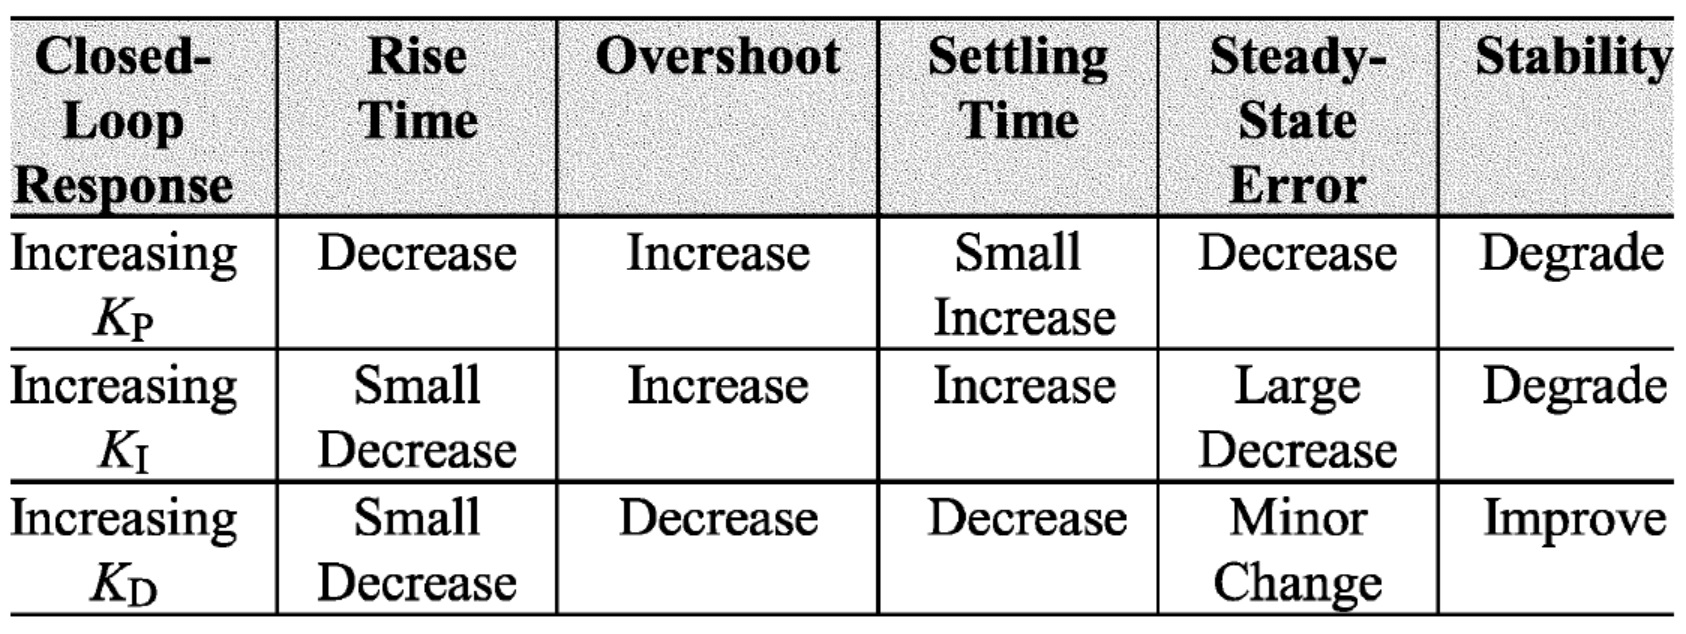 Closed-
Loop
Response
Rise
Time
Overshoot
Settling
Time
Steady-
State
Error
Stability
Increasing
K_P
Decrease
Increase
Small
Increase
Decrease
Degrade
Increasing
K_I
Small
Decrease
Increase
Increase
Large
Decrease
Degrade
Increasing
K_D
Small
Decrease
Decrease
Decrease
Minor
Change
Improve